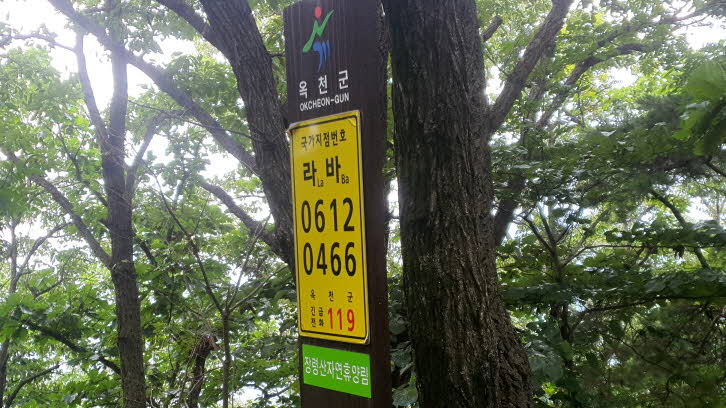 옥천군
OKCHEON-GUN
국가지점번호
라 바
La Ba
0612
0466
옥천군
긴급
전화 119
장령산자연휴양림